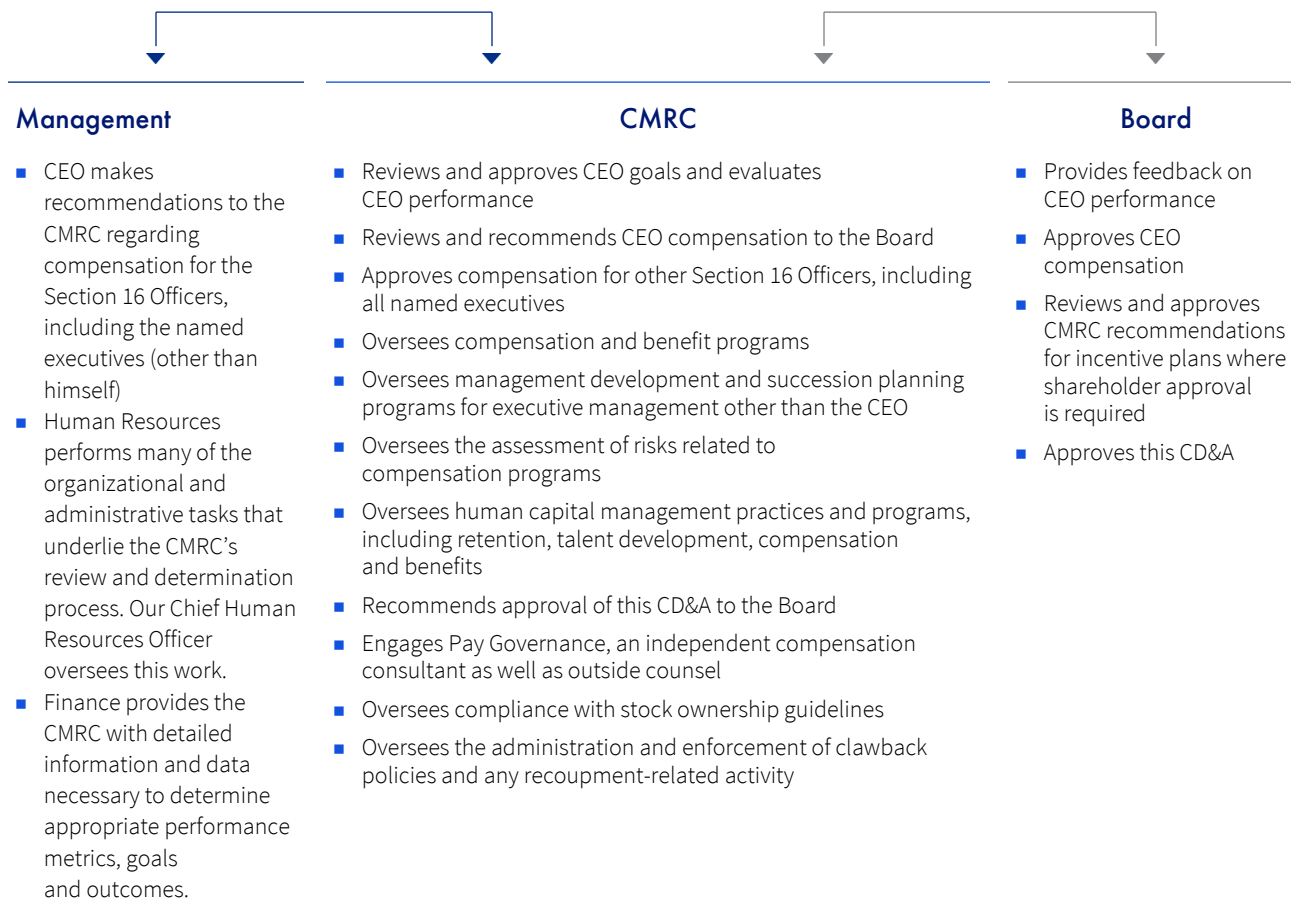 Management
■ CEO makes
recommendations to the
CMRC regarding
compensation for the
Section 16 Officers,
including the named
executives (other than
himself)
■ Human Resources
performs many of the
organizational and
administrative tasks that
underlie the CMRC’s
review and determination
process. Our Chief Human
Resources Officer
oversees this work.
■ Finance provides the
CMRC with detailed
information and data
necessary to determine
appropriate performance
metrics, goals
and outcomes.
CMRC
■ Reviews and approves CEO goals and evaluates
CEO performance
■ Reviews and recommends CEO compensation to the Board
■ Approves compensation for other Section 16 Officers, including
all named executives
■ Oversees compensation and benefit programs
■ Oversees management development and succession planning
programs for executive management other than the CEO
■ Oversees the assessment of risks related to
compensation programs
■ Oversees human capital management practices and programs,
including retention, talent development, compensation
and benefits
■ Recommends approval of this CD&A to the Board
■ Engages Pay Governance, an independent compensation
consultant as well as outside counsel
■ Oversees compliance with stock ownership guidelines
■ Oversees the administration and enforcement of clawback
policies and any recoupment-related activity
Board
■ Provides feedback on
CEO performance
■ Approves CEO
compensation
■ Reviews and approves
CMRC recommendations
for incentive plans where
shareholder approval
is required
■ Approves this CD&A